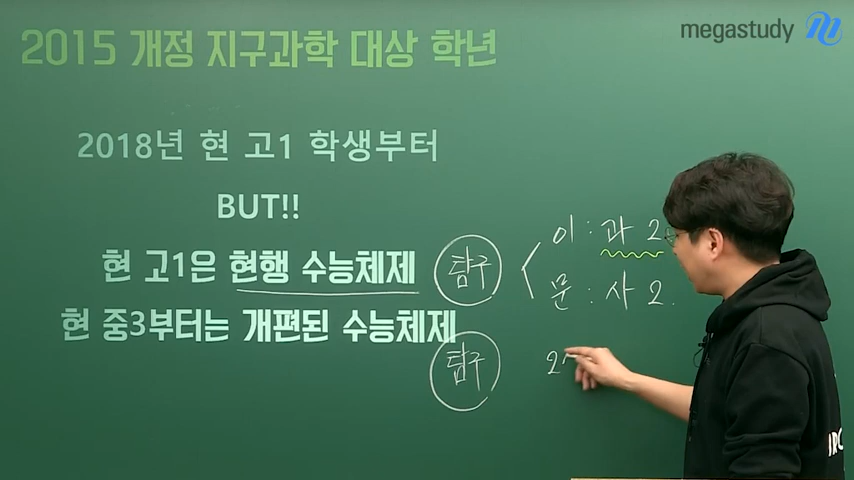 megastudy
2015 개정 지구과학 대상 학년
2018년 현 고1 학생부터
BUT!!
현 고1은 현행 수능체제
탐구
이 : 과 2
문 : 사 2.
현 중3부터는 개편된 수능체제
탐구
2